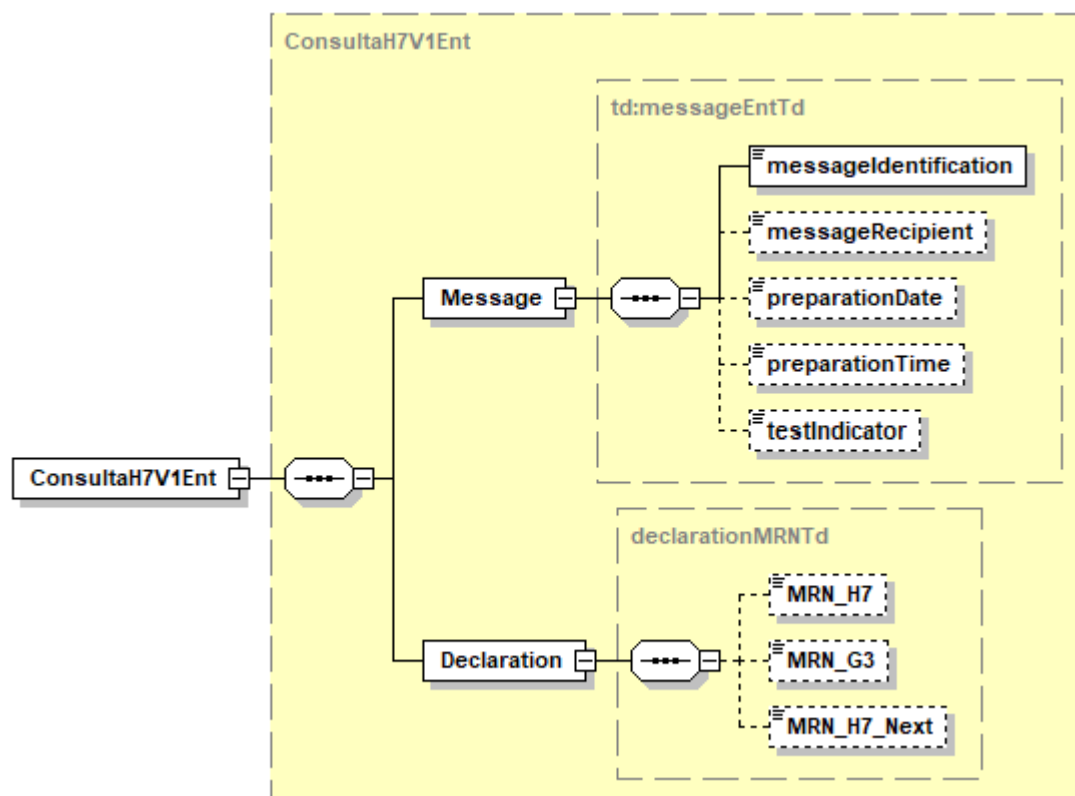 ConsultaH7V1Ent
td:messageEntTd
messageIdentification
messageRecipient
preparationDate
Message
preparationTime
testIndicator
ConsultaH7V1Ent
declarationMRNTd
MRN_H7
Declaration
MRN_G3
MRN_H7_Next